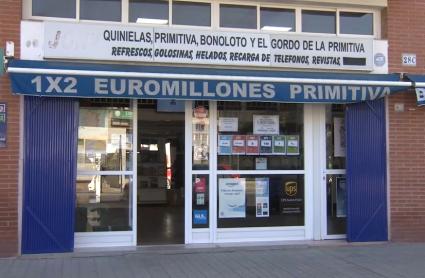 QUINIELAS, PRIMITIVA, BONOLOTO Y EL GORDO DE LA PRIMITIVA
REFRESCOS, GOLOSINAS, HELADOS, RECARGA DE TELEFONOS, REVISTAS,
28C
1X2 EUROMILLONES PRIMITIVA B
ups